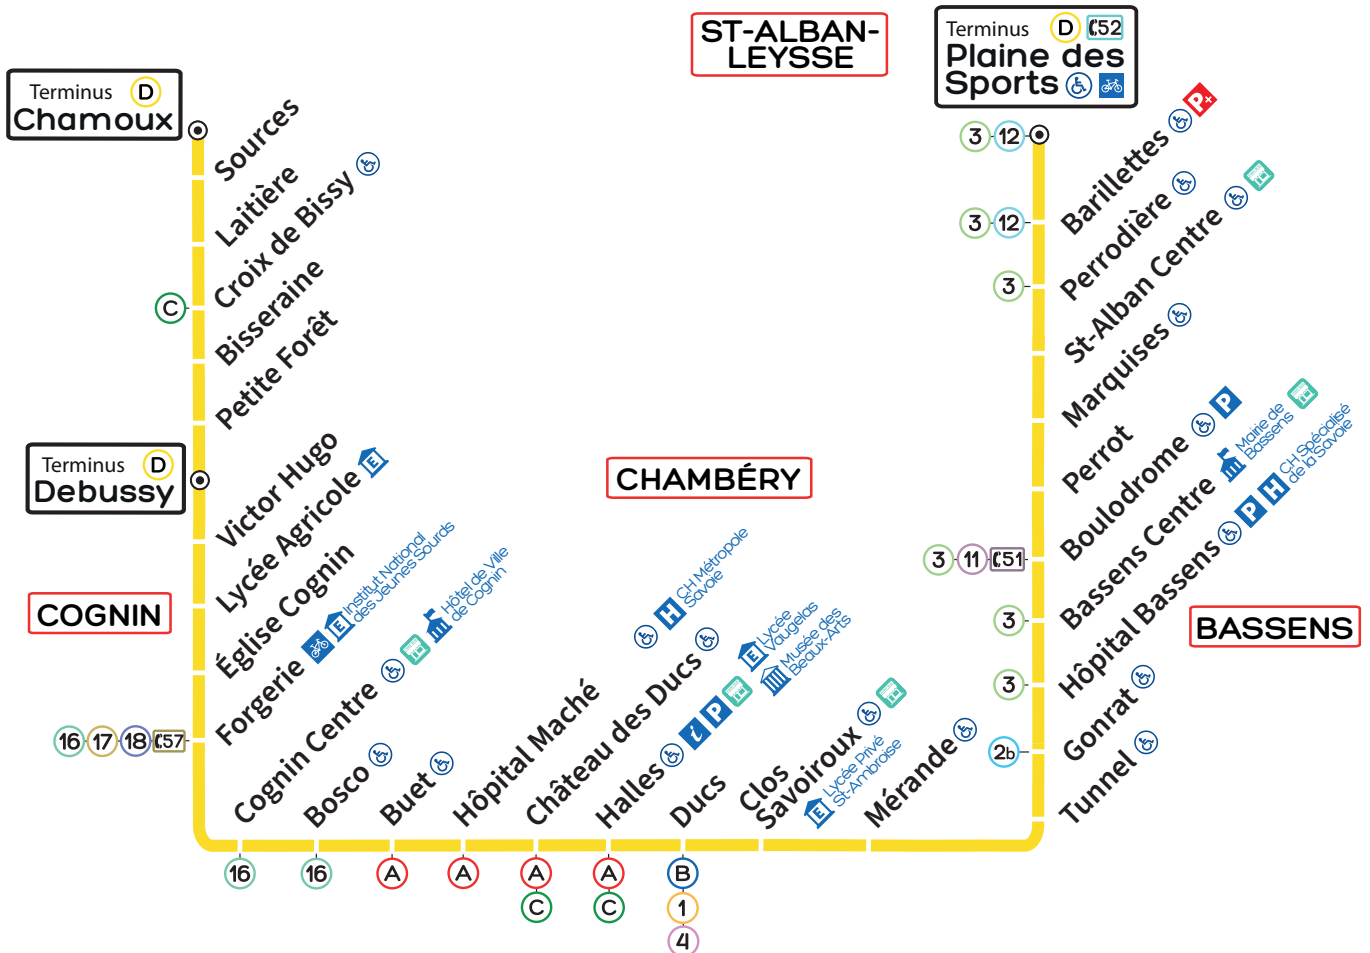 ST-ALBAN-
LEYSSE
Terminus D 52
Plaine des
Sports
Terminus D
Chamoux
Sources
Laitière
Croix de Bissy
C
Bisseraine
Petite Forêt
Terminus D
Debussy
Victor Hugo
Lycée Agricole E
COGNIN
Église Cognin
Forgerie E Institut National
des Jeunes Sourds
16 17 18 57
Cognin Centre Hôtel de Ville
de Cognin
16
Bosco
16
Buet
A
Hôpital Maché
A
CHAMBÉRY
H CH Métropole
Savoie
Château des Ducs
A
C
Halles i P
E Lycée
Vaugelas
Musée des
Beaux-Arts
A
C
Ducs
B
1
4
Clos
Savoiroux
E Lycée Privé
St-Ambroise
Mérande
3 12
Barillettes P+
3 12
Perrodière
3
St-Alban Centre
Marquises
Perrot
Boulodrome P
3 11 51
Bassens Centre Mairie de
Bassens
3
Hôpital Bassens P H CH Spécialisé
de la Savoie
BASSENS
3
Gonrat
2b
Tunnel